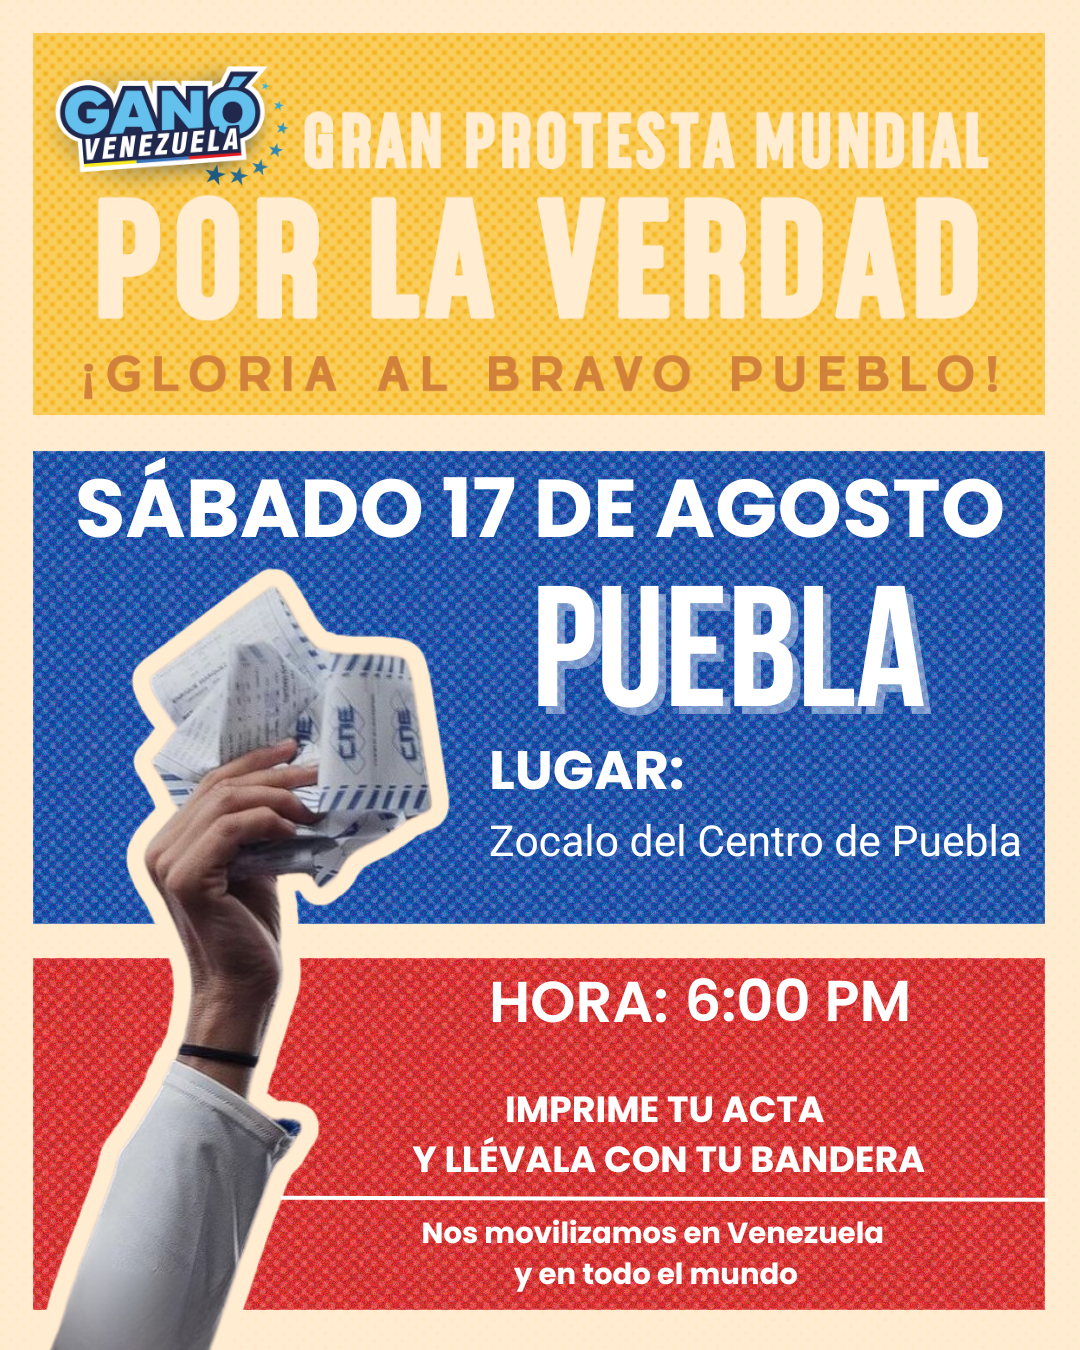 GANÓ
VENEZUELA
GRAN PROTESTA MUNDIAL
POR LA VERDAD
¡GLORIA AL BRAVO PUEBLO!
SÁBADO 17 DE AGOSTO
PUEBLA
CNE
CNE
LUGAR:
Zocalo del Centro de Puebla
HORA: 6:00 PM
IMPRIME TU ACTA
Y LLÉVALA CON TU BANDERA
Nos movilizamos en Venezuela
y en todo el mundo